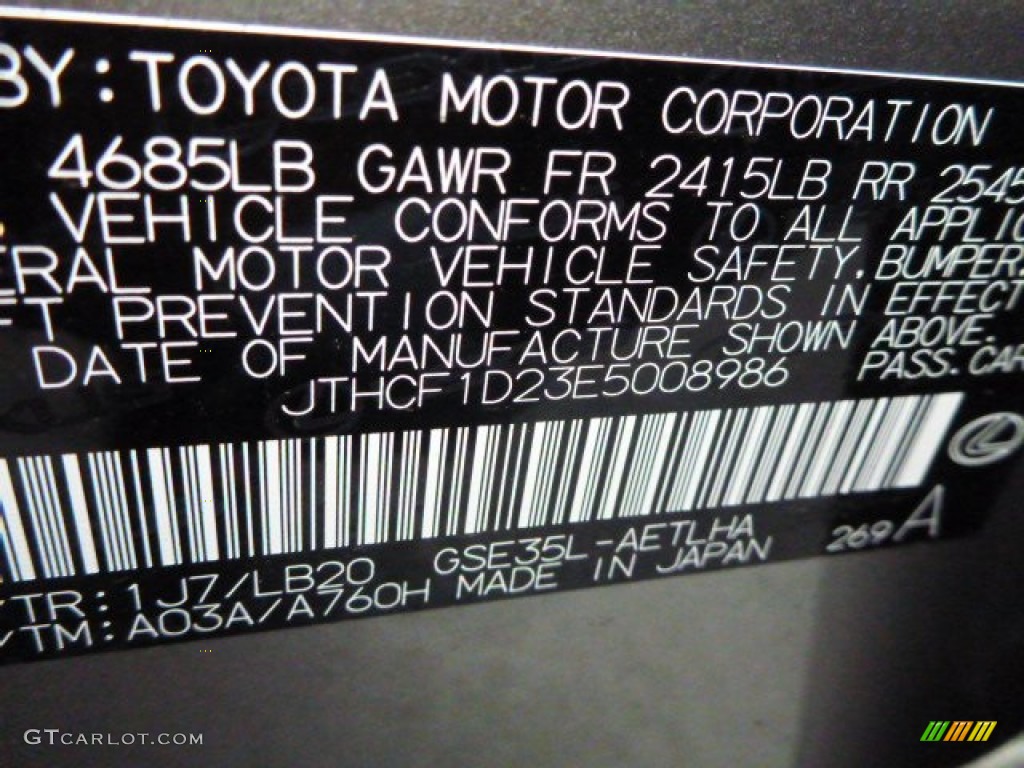 BY: TOYOTA MOTOR CORPORATION
4685LB GAWR FR 2415LB RR 2545
VEHICLE CONFORMS TO ALL APPLIC
ERAL MOTOR VEHICLE SAFETY, BUMPER,
FT PREVENTION STANDARDS IN EFFECT
DATE OF MANUFACTURE SHOWN ABOVE.
JTHCF1D23E5008986 PASS.CAR
C/TR: 1J7/LB20 GSE35L-AETLHA 269 A
/TM: A03A/A760H MADE IN JAPAN
GTCARLOT.COM